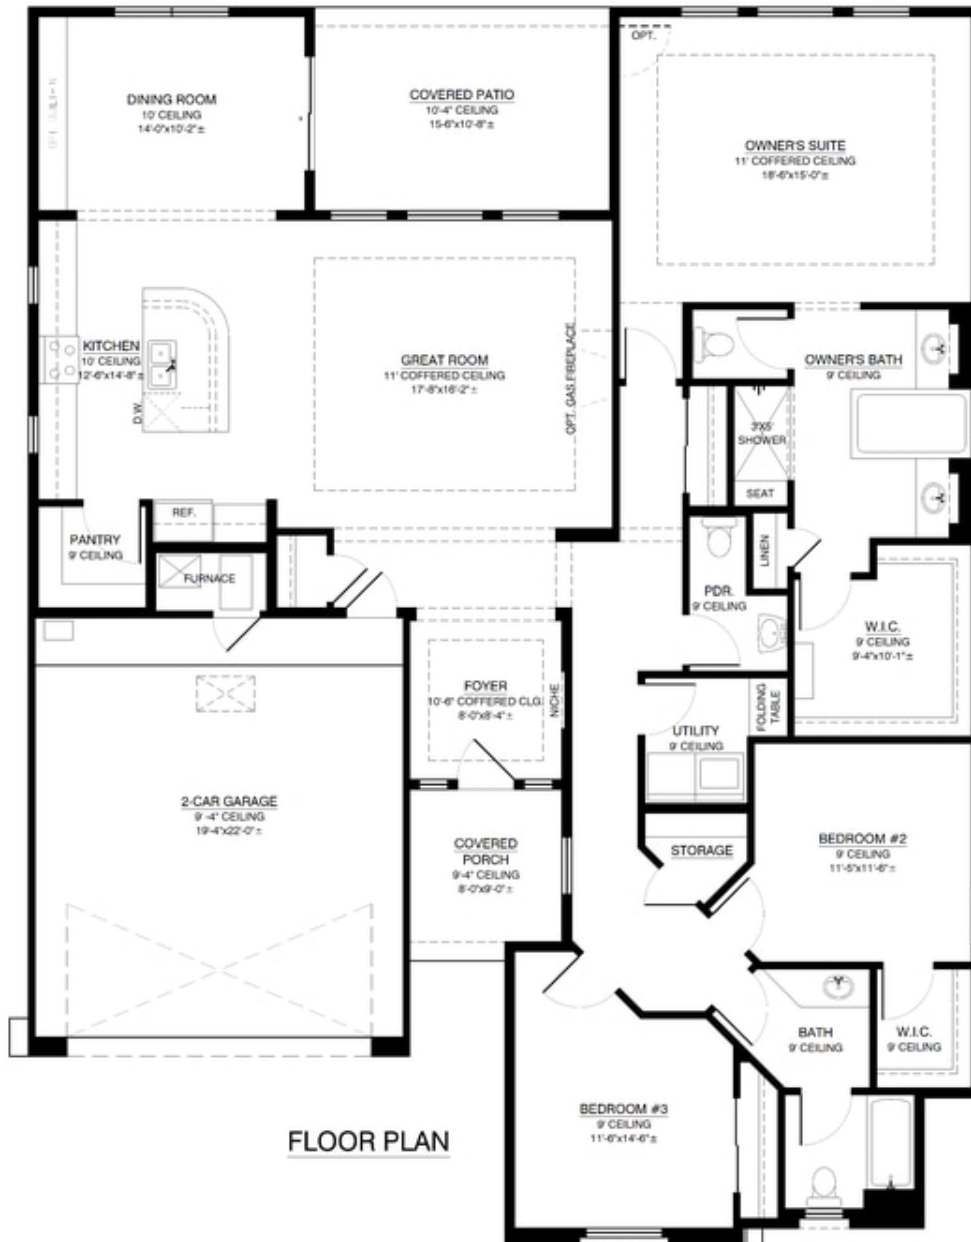 DINING ROOM
10' CEILING
14'-0"x10'-2"±
COVERED PATIO
10'-4" CEILING
15'-6"x10'-8"±
OPT.
OWNER'S SUITE
11' COFFERED CEILING
18'-6"x15'-0"±
KITCHEN
10' CEILING
12'-6"x14'-8"±
D.W.
GREAT ROOM
11' COFFERED CEILING
17'-8"x16'-2"±
OPT. GAS FIREPLACE
OWNER'S BATH
9' CEILING
3'X5'
SHOWER
SEAT
REF.
PANTRY
9' CEILING
FURNACE
LINEN
PDR.
9' CEILING
W.I.C.
9' CEILING
9'-4"x10'-1"±
FOYER
10'-6" COFFERED CLG.
8'-0"x8'-4"±
NICHE
UTILITY
9' CEILING
FOLDING
TABLE
2-CAR GARAGE
9'-4" CEILING
19'-4"x22'-0"±
COVERED
PORCH
9'-4" CEILING
8'-0"x9'-0"±
STORAGE
BEDROOM #2
9' CEILING
11'-5"x11'-6"±
BATH
9' CEILING
W.I.C.
9' CEILING
BEDROOM #3
9' CEILING
11'-6"x14'-6"±
FLOOR PLAN